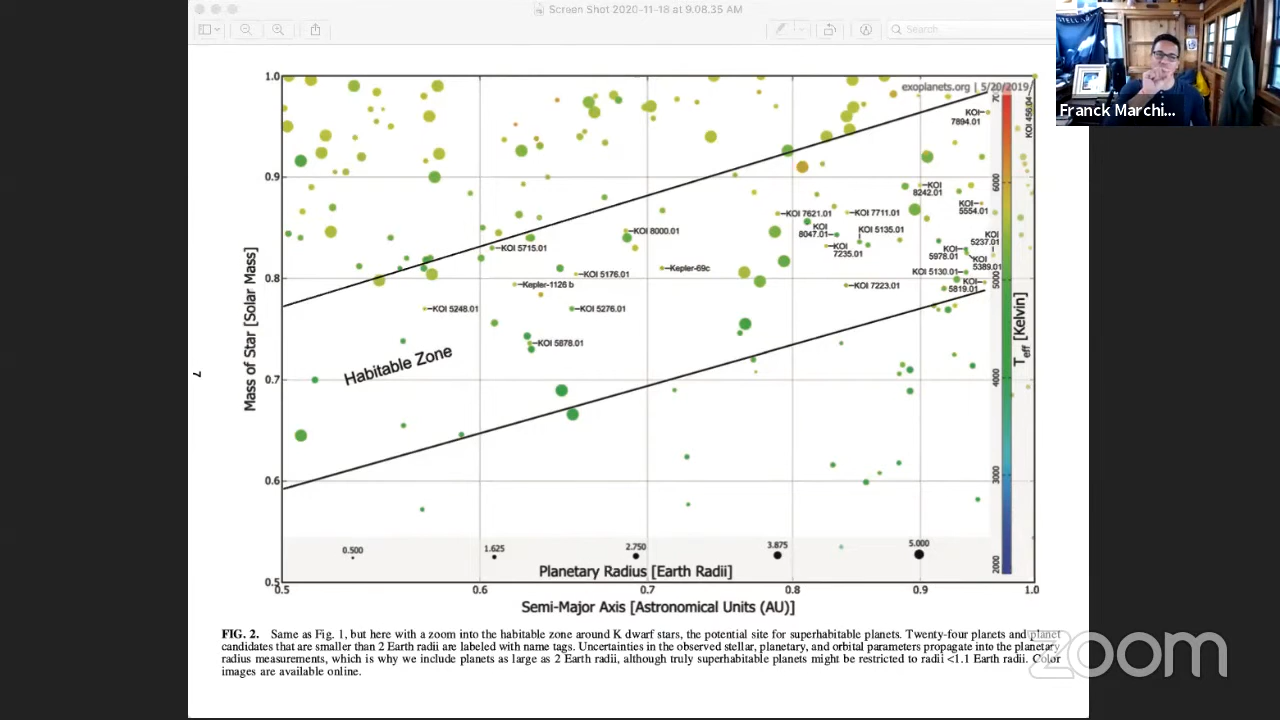 Screen Shot 2020-11-18 at 9.08.35 AM
Search
Franck Marchi...
exoplanets.org | 5/20/2019
1.0
0.9
0.8
0.7
0.6
0.5
Mass of Star [Solar Mass]
7
KOI 456.04
KOI-
7894.01
KOI
8242.01
KOI-
5554.01
KOI 7621.01
KOI 7711.01
KOI
8047.01
KOI 5135.01
KOI
7235.01
KOI
5237.01
KOI
5978.01
KOI
5389.01
KOI 8000.01
KOI 5715.01
Kepler-69c
KOI 5176.01
KOI 5130.01
KOI
5819.01
Kepler-1126 b
KOI 7223.01
KOI 5248.01
KOI 5276.01
KOI 5878.01
Habitable Zone
6000
5000
4000
3000
2000
Teff [Kelvin]
0.500
1.625
2.750
3.875
5.000
Planetary Radius [Earth Radii]
0.5
0.6
0.7
0.8
0.9
1.0
Semi-Major Axis [Astronomical Units (AU)]
FIG. 2. Same as Fig. 1, but here with a zoom into the habitable zone around K dwarf stars, the potential site for superhabitable planets. Twenty-four planets and planet
candidates that are smaller than 2 Earth radii are labeled with name tags. Uncertainties in the observed stellar, planetary, and orbital parameters propagate into the planetary
radius measurements, which is why we include planets as large as 2 Earth radii, although truly superhabitable planets might be restricted to radii <1.1 Earth radii. Color
images are available online.
zoom